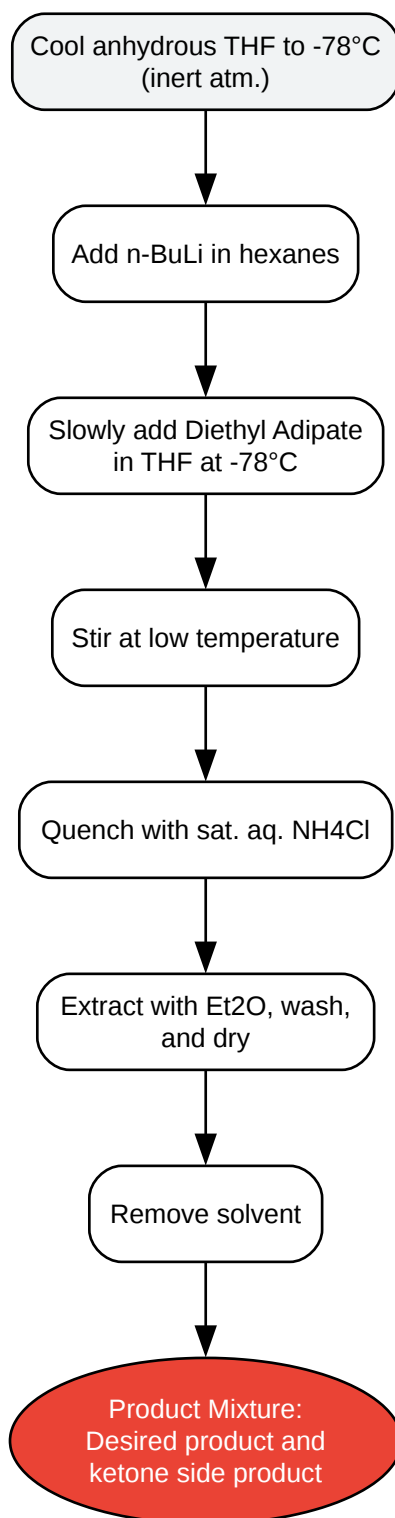 Cool anhydrous THF to -78°C
(inert atm.)
Add n-BuLi in hexanes
Slowly add Diethyl Adipate
in THF at -78°C
Stir at low temperature
Quench with sat. aq. NH4Cl
Extract with Et2O, wash,
and dry
Remove solvent
Product Mixture:
Desired product and
ketone side product